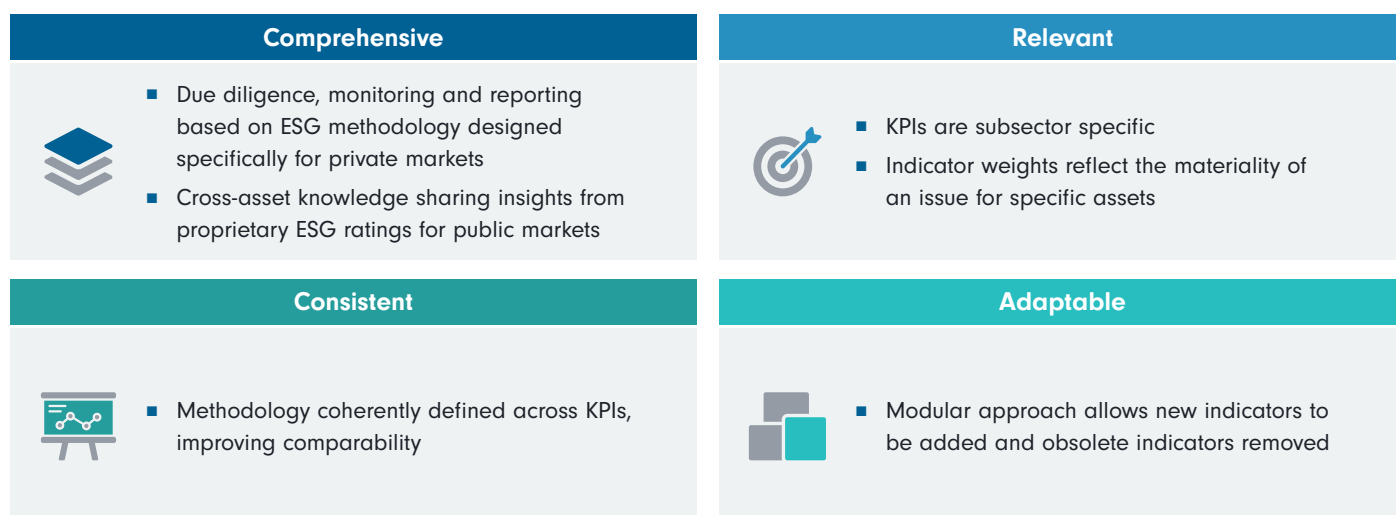 Comprehensive
■ Due diligence, monitoring and reporting
based on ESG methodology designed
specifically for private markets
■ Cross-asset knowledge sharing insights from
proprietary ESG ratings for public markets
Relevant
■ KPIs are subsector specific
■ Indicator weights reflect the materiality of
an issue for specific assets
Consistent
■ Methodology coherently defined across KPIs,
improving comparability
Adaptable
■ Modular approach allows new indicators to
be added and obsolete indicators removed